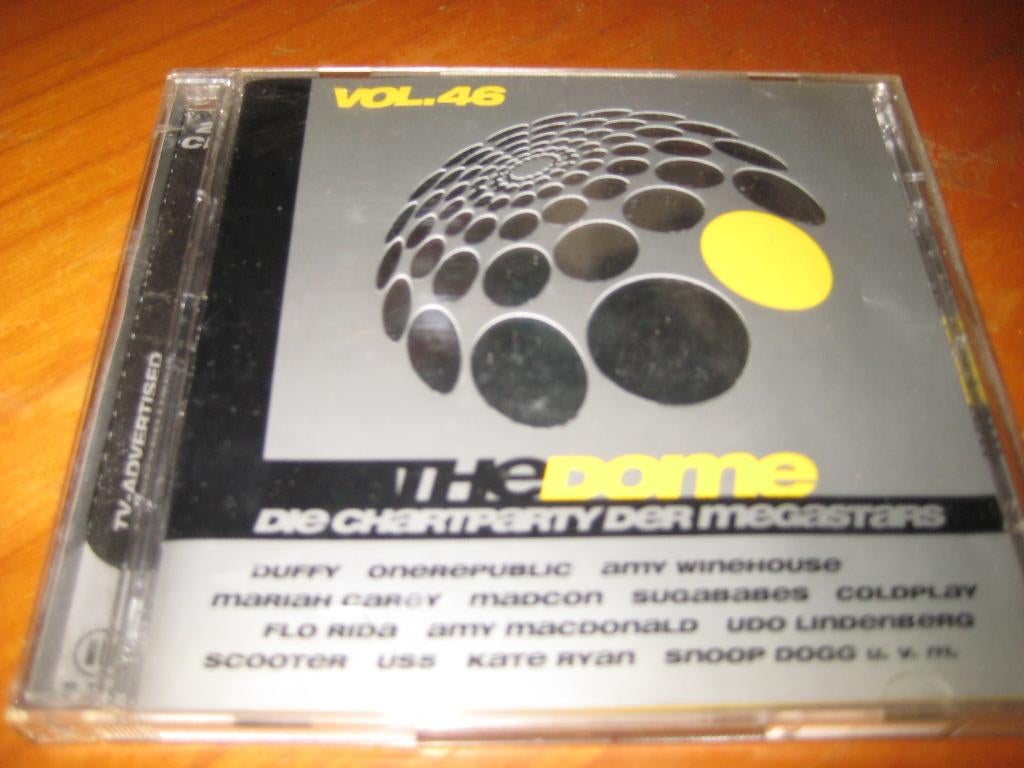 VOL.46
TV-ADVERTISED
THE DOME
DIE CHARTPARTY DER MEGASTARS
DUFFY ONEREPUBLIC AMY WINEHOUSE
MARIAH CAREY MADCON SUGABABES COLDPLAY
FLO RIDA AMY MACDONALD UDO LINDENBERG
SCOOTER US5 KATE RYAN SNOOP DOGG u. v. m.